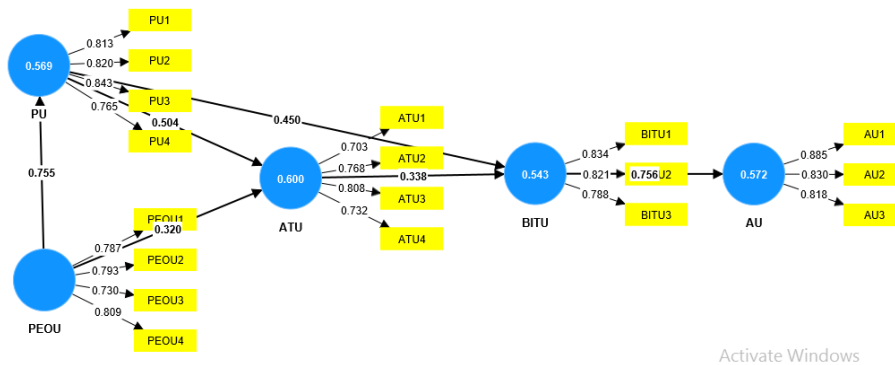 PU1
0.813
PU2
0.820
0.569
PU3
0.843
0.765
PU
0.504
PU4
0.450
ATU1
0.703
ATU2
0.768
0.338
0.600
ATU3
0.808
0.732
ATU
ATU4
BITU1
0.834
0.543
0.821
0.756
U2
0.788
BITU3
BITU
AU1
0.885
0.572
0.830
AU2
0.818
AU3
AU
0.755
PEOU1
0.320
0.787
PEOU2
0.793
0.730
PEOU3
0.809
PEOU
PEOU4
Activate Windows